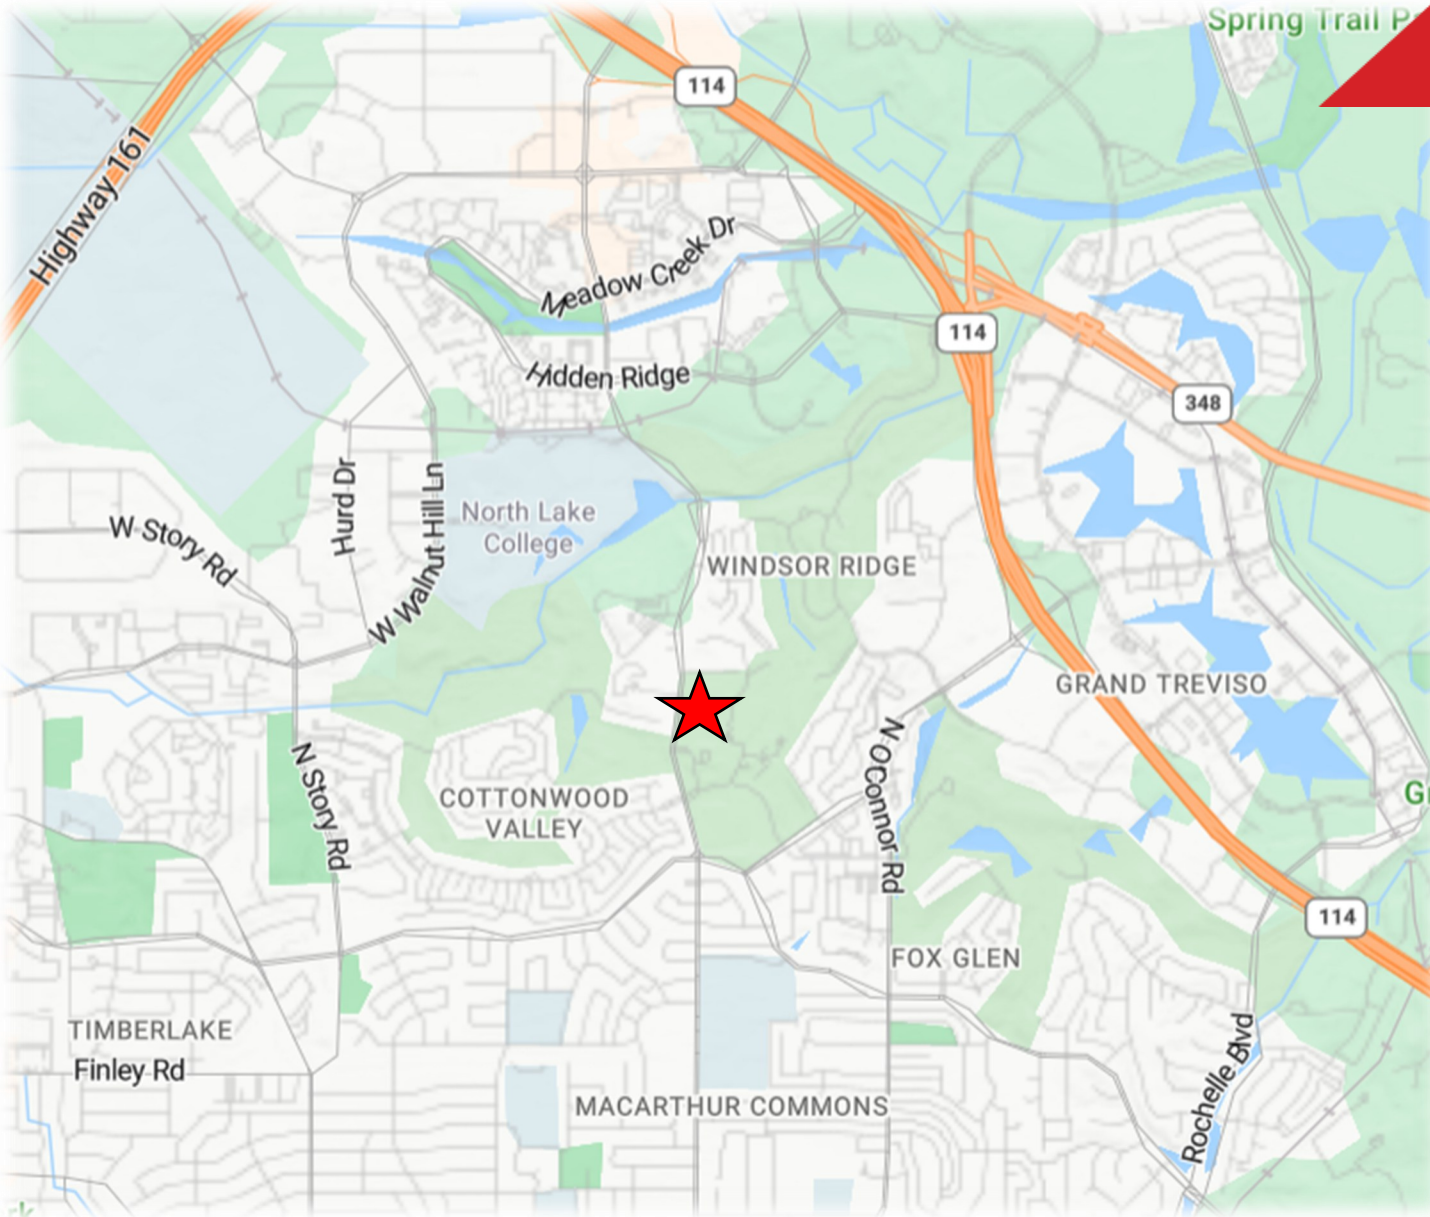 Spring Trail P
114
Highway 161
Meadow Creek Dr
114
Hidden Ridge
348
Hurd Dr
W Walnut Hill Ln
North Lake
College
W Story Rd
WINDSOR RIDGE
GRAND TREVISO
N Story Rd
N O'Connor Rd
COTTONWOOD
VALLEY
G
114
FOX GLEN
TIMBERLAKE
Finley Rd
Rochelle Blvd
MACARTHUR COMMONS